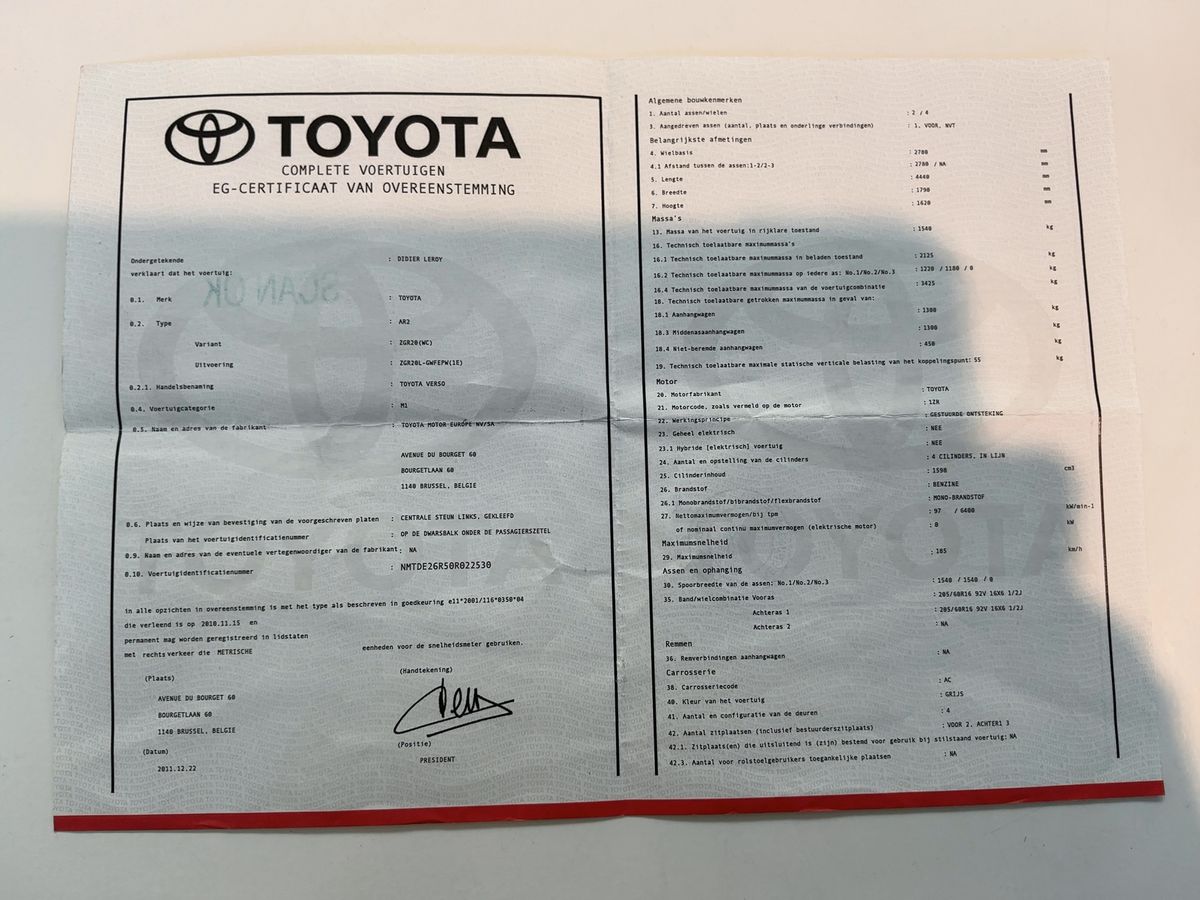 TOYOTA
COMPLETE VOERTUIGEN
EG-CERTIFICAAT VAN OVEREENSTEMMING
Ondergetekende : DIDIER LEROY
verklaart dat het voertuig:
SCAN OK
0.1. Merk : TOYOTA
0.2. Type : AR2
Variant : ZGR20(WC)
Uitvoering : ZGR20L-GWFEPW(1E)
0.2.1. Handelsbenaming : TOYOTA VERSO
0.4. Voertuigcategorie : M1
0.5. Naam en adres van de fabrikant : TOYOTA MOTOR EUROPE NV/SA
AVENUE DU BOURGET 60
BOURGETLAAN 60
1140 BRUSSEL, BELGIE
0.6. Plaats en wijze van bevestiging van de voorgeschreven platen : CENTRALE STEUN LINKS, GEKLEEFD
Plaats van het voertuigidentificatienummer : OP DE DWARSBALK ONDER DE PASSAGIERSZETEL
0.9. Naam en adres van de eventuele vertegenwoordiger van de fabrikant: NA
0.10. Voertuigidentificatienummer : NMTDE26R50R022530
in alle opzichten in overeenstemming is met het type als beschreven in goedkeuring e11*2001/116*0350*04
die verleend is op 2010.11.15 en
permanent mag worden geregistreerd in lidstaten
met rechtsverkeer die METRISCHE eenheden voor de snelheidsmeter gebruiken.
(Plaats) (Handtekening)
AVENUE DU BOURGET 60
BOURGETLAAN 60
1140 BRUSSEL, BELGIE
(Datum) (Positie)
2011.12.22 PRESIDENT
Algemene bouwkenmerken
1. Aantal assen/wielen : 2 / 4
3. Aangedreven assen (aantal, plaats en onderlinge verbindingen) : 1, VOOR, NVT
Belangrijkste afmetingen
4. Wielbasis : 2780 mm
4.1 Afstand tussen de assen:1-2/2-3 : 2780 / NA mm
5. Lengte : 4440 mm
6. Breedte : 1790 mm
7. Hoogte : 1620 mm
Massa's
13. Massa van het voertuig in rijklare toestand : 1540 kg
16. Technisch toelaatbare maximummassa's
16.1 Technisch toelaatbare maximummassa in beladen toestand : 2125 kg
16.2 Technisch toelaatbare maximummassa op iedere as: No.1/No.2/No.3 : 1220 / 1180 / 0 kg
16.4 Technisch toelaatbare maximummassa van de voertuigcombinatie : 3425 kg
18. Technisch toelaatbare getrokken maximummassa in geval van:
18.1 Aanhangwagen : 1300 kg
18.3 Middenasaanhangwagen : 1300 kg
18.4 Niet-beremde aanhangwagen : 450 kg
19. Technisch toelaatbare maximale statische verticale belasting van het koppelingspunt: 55 kg
Motor
20. Motorfabrikant : TOYOTA
21. Motorcode, zoals vermeld op de motor : 1ZR
22. Werkingsprincipe : GESTUURDE ONTSTEKING
23. Geheel elektrisch : NEE
23.1 Hybride [elektrisch] voertuig : NEE
24. Aantal en opstelling van de cilinders : 4 CILINDERS, IN LIJN
25. Cilinderinhoud : 1598 cm3
26. Brandstof : BENZINE
26.1 Monobrandstof/bibrandstof/flexbrandstof : MONO-BRANDSTOF
27. Nettomaximumvermogen/bij tpm : 97 / 6400 kW/min-1
of nominaal continu maximumvermogen (elektrische motor) : 0 kW
Maximumsnelheid
29. Maximumsnelheid : 185 km/h
Assen en ophanging
30. Spoorbreedte van de assen: No.1/No.2/No.3 : 1540 / 1540 / 0
35. Band/wielcombinatie Vooras : 205/60R16 92V 16X6 1/2J
Achteras 1 : 205/60R16 92V 16X6 1/2J
Achteras 2 : NA
Remmen
36. Remverbindingen aanhangwagen : NA
Carrosserie
38. Carrosseriecode : AC
40. Kleur van het voertuig : GRIJS
41. Aantal en configuratie van de deuren : 4
42. Aantal zitplaatsen (inclusief bestuurderszitplaats) : VOOR 2, ACHTER1 3
42.1. Zitplaats(en) die uitsluitend is (zijn) bestemd voor gebruik bij stilstaand voertuig: NA
42.3. Aantal voor rolstoelgebruikers toegankelijke plaatsen : NA